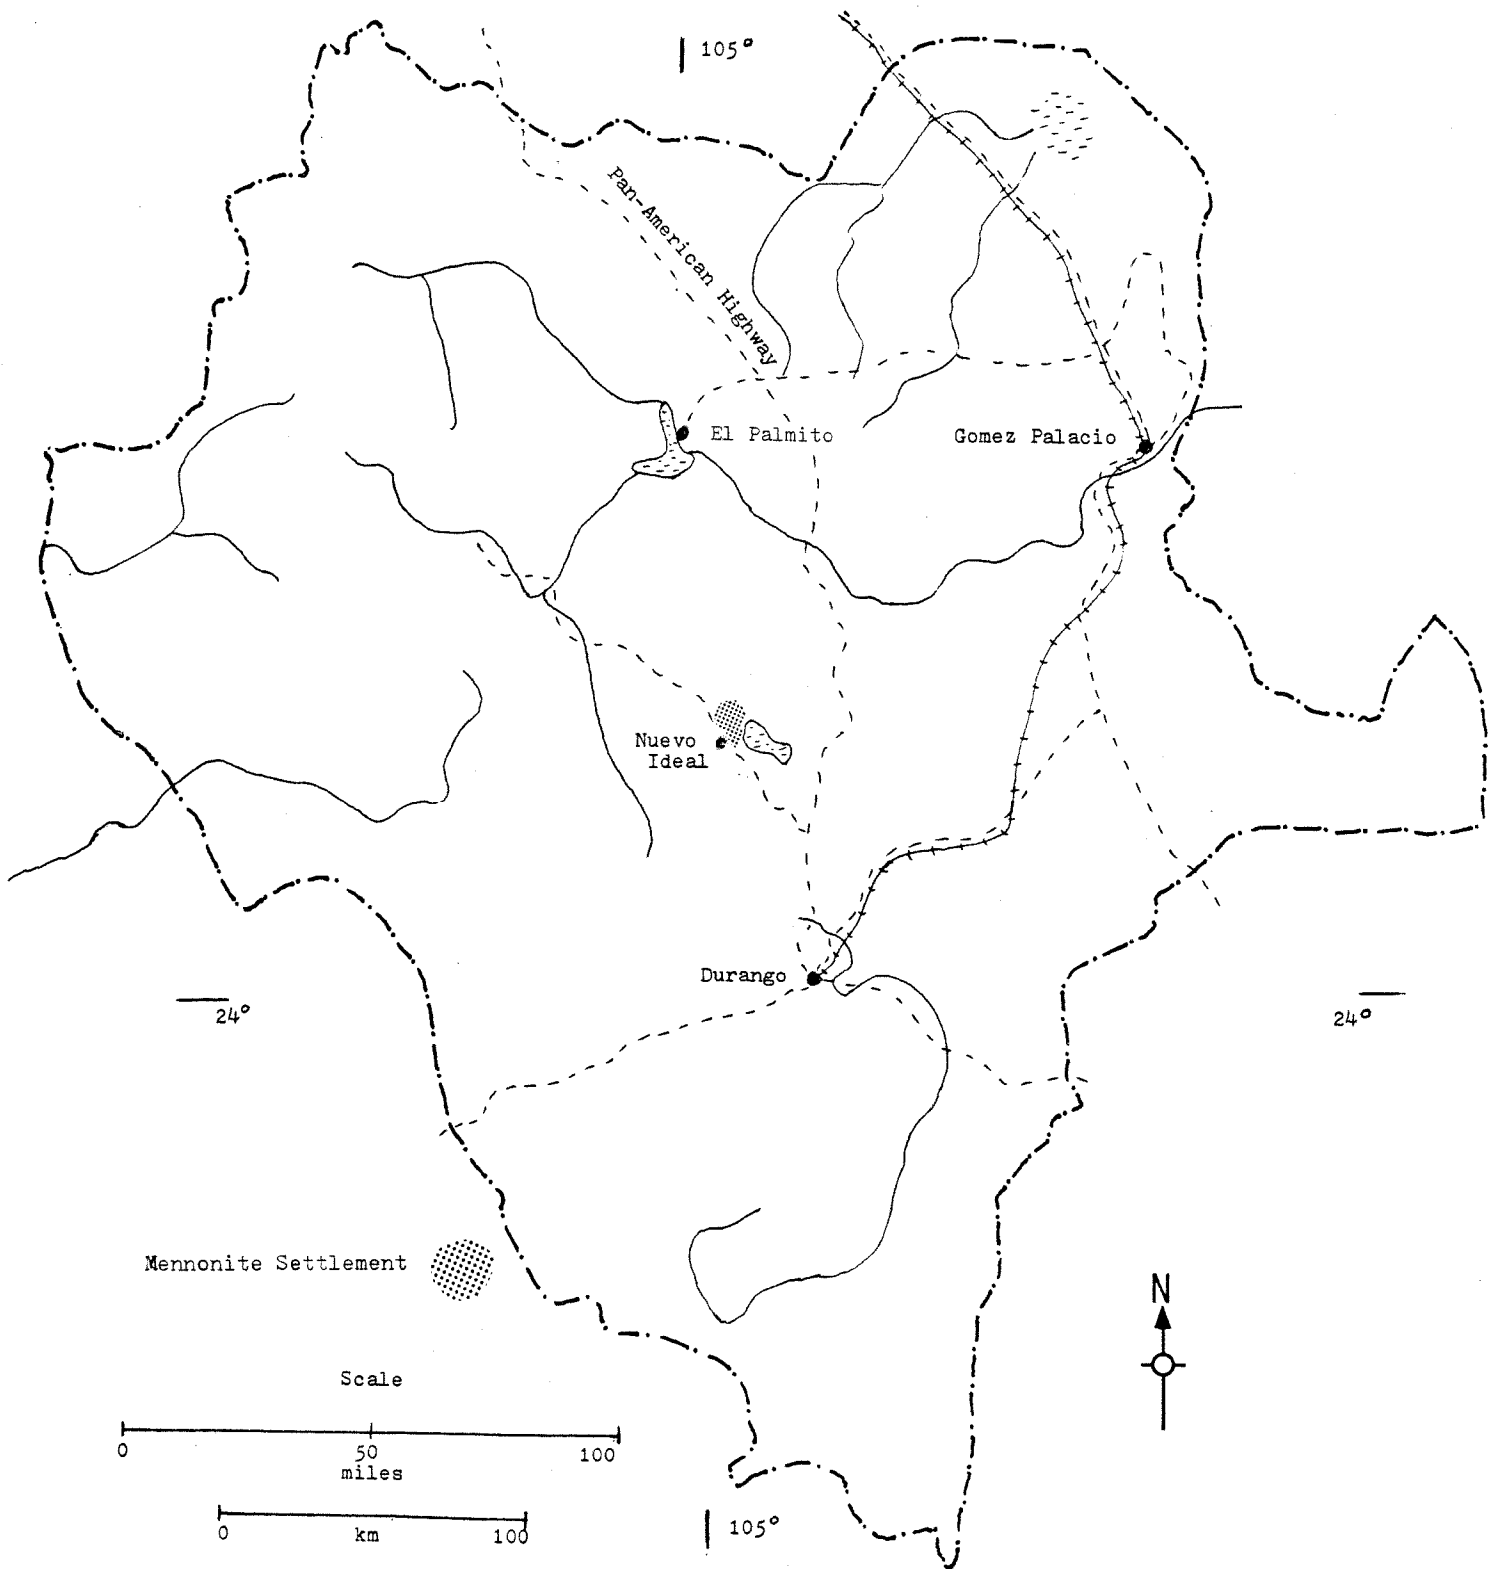 105°
Pan-American Highway
El Palmito
Gomez Palacio
Nuevo
Ideal
Durango
24°
24°
Mennonite Settlement
N
Scale
0 50 100
miles
0 km 100
105°